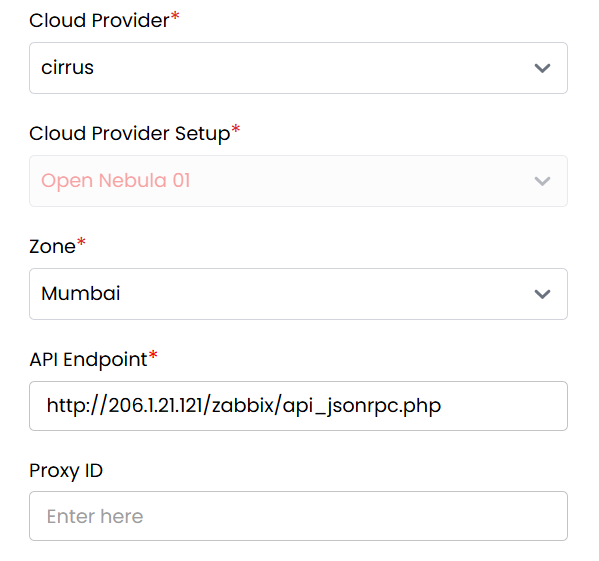 Cloud Provider*
cirrus
Cloud Provider Setup*
Open Nebula 01
Zone*
Mumbai
API Endpoint*
http://206.1.21.121/zabbix/api_jsonrpc.php
Proxy ID
Enter here